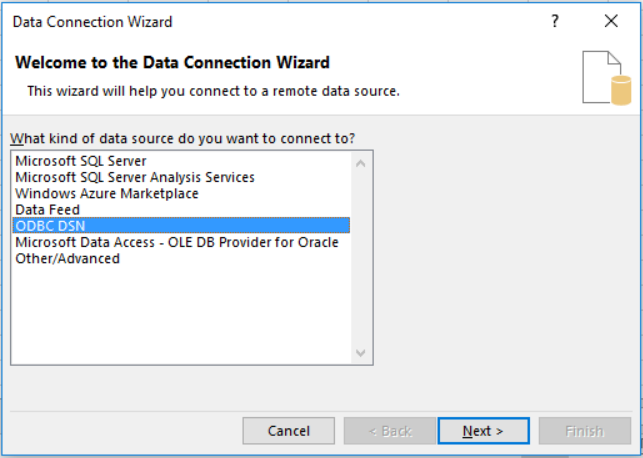 Data Connection Wizard
?
Welcome to the Data Connection Wizard
This wizard will help you connect to a remote data source.
What kind of data source do you want to connect to?
Microsoft SQL Server
Microsoft SQL Server Analysis Services
Windows Azure Marketplace
Data Feed
ODBC DSN
Microsoft Data Access - OLE DB Provider for Oracle
Other/Advanced
Cancel < Back Next > Finish